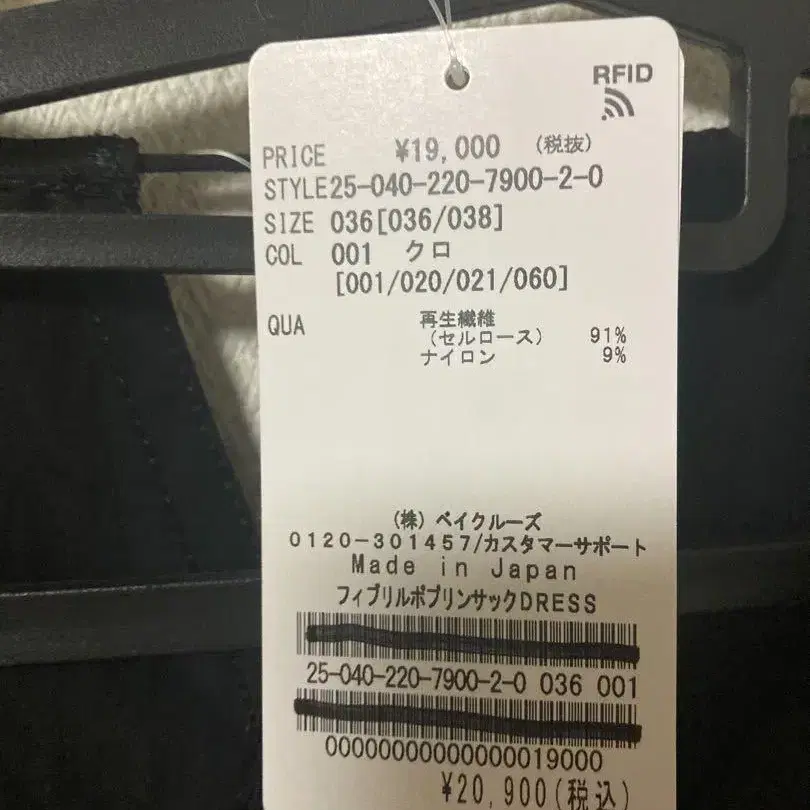 RFID
PRICE ¥19,000 (税抜)
STYLE25-040-220-7900-2-0
SIZE 036[036/038]
COL 001 クロ
[001/020/021/060]
QUA 再生繊維
(セルロース) 91%
ナイロン 9%
(株)ベイクルーズ
0120-301457/カスタマーサポート
Made in Japan
フィブリルポプリンサックDRESS
25-040-220-7900-2-0 036 001
00000000000000019000
¥20,900(税込)